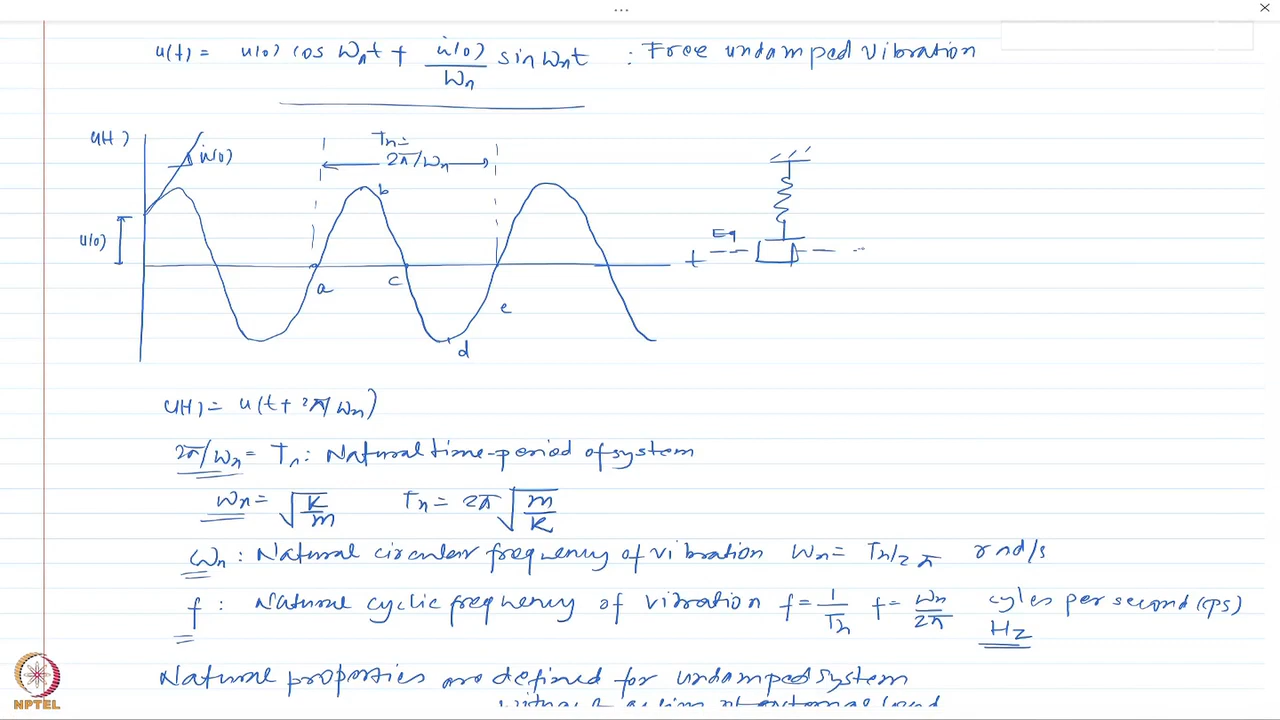 u(t) = u(0) cos ωnt + u̇(0)/ωn sin ωnt : Free undamped vibration
u(t)
u̇(0)
Tn=
2π/ωn
b
u(0)
Eq
a
c
e
d
u(t) = u(t+2π/ωn)
2π/ωn = Tn : Natural time-period of system
ωn = √(k/m) Tn = 2π √(m/k)
ωn : Natural circular frequency of vibration ωn = Tn/2π rad/s
f : Natural cyclic frequency of vibration f = 1/Tn f = ωn/2π cyles per second (cps)
Hz
Natural properties are defined for undamped system
NPTEL